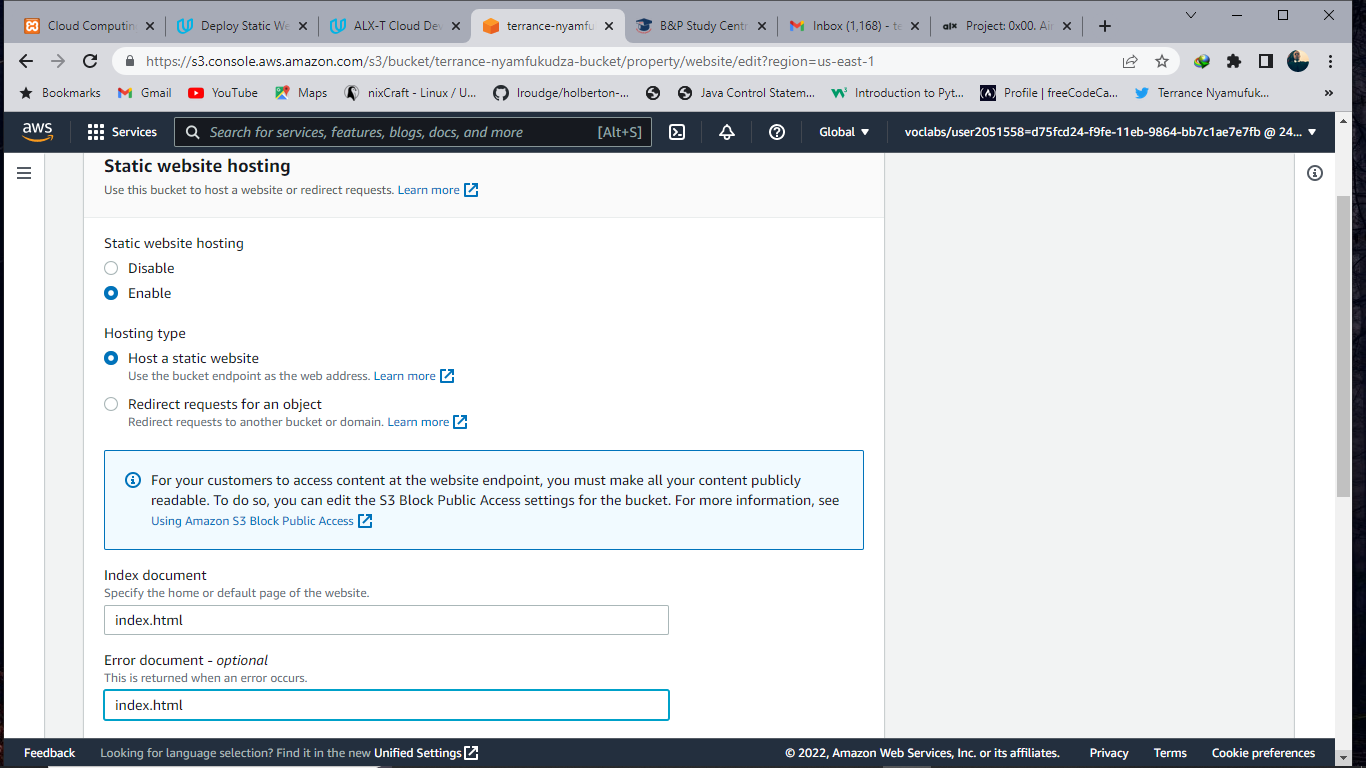 Cloud Computin
Deploy Static We
ALX-T Cloud Dev
terrance-nyamfu
B&P Study Centr
Inbox (1,168) - te
alx Project: 0x00. Air
https://s3.console.aws.amazon.com/s3/bucket/terrance-nyamfukudza-bucket/property/website/edit?region=us-east-1
Bookmarks
Gmail
YouTube
Maps
nixCraft - Linux / U...
lroudge/holberton-...
Java Control Statem...
Introduction to Pyt...
Profile | freeCodeCa...
Terrance Nyamufuk...
»
aws
Services
Search for services, features, blogs, docs, and more [Alt+S]
Global
voclabs/user2051558=d75fcd24-f9fe-11eb-9864-bb7c1ae7e7fb @ 24...
Static website hosting
Use this bucket to host a website or redirect requests. Learn more
Static website hosting
Disable
Enable
Hosting type
Host a static website
Use the bucket endpoint as the web address. Learn more
Redirect requests for an object
Redirect requests to another bucket or domain. Learn more
For your customers to access content at the website endpoint, you must make all your content publicly
readable. To do so, you can edit the S3 Block Public Access settings for the bucket. For more information, see
Using Amazon S3 Block Public Access
Index document
Specify the home or default page of the website.
index.html
Error document - optional
This is returned when an error occurs.
index.html
Feedback
Looking for language selection? Find it in the new Unified Settings
© 2022, Amazon Web Services, Inc. or its affiliates.
Privacy
Terms
Cookie preferences